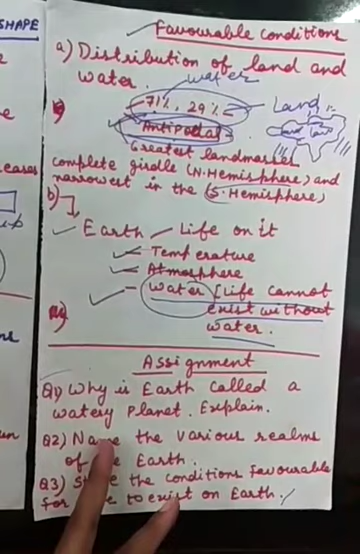 SHAPE
Favourable Conditions
a) Distribution of land and
water.
water
71%, 29%
Land
Antipodal
Land
Greatest landmasses
complete girdle (N. Hemisphere) and
narrowest in the (S. Hemisphere)
b)
Earth
Life on it
- Temperature
- Atmosphere
- Water [Life cannot
exist without
water.
Assignment
Q1) Why is Earth called a
watery Planet. Explain.
Q2) Name the various realms
of Earth.
Q3) the conditions favourable
for to exist on Earth.